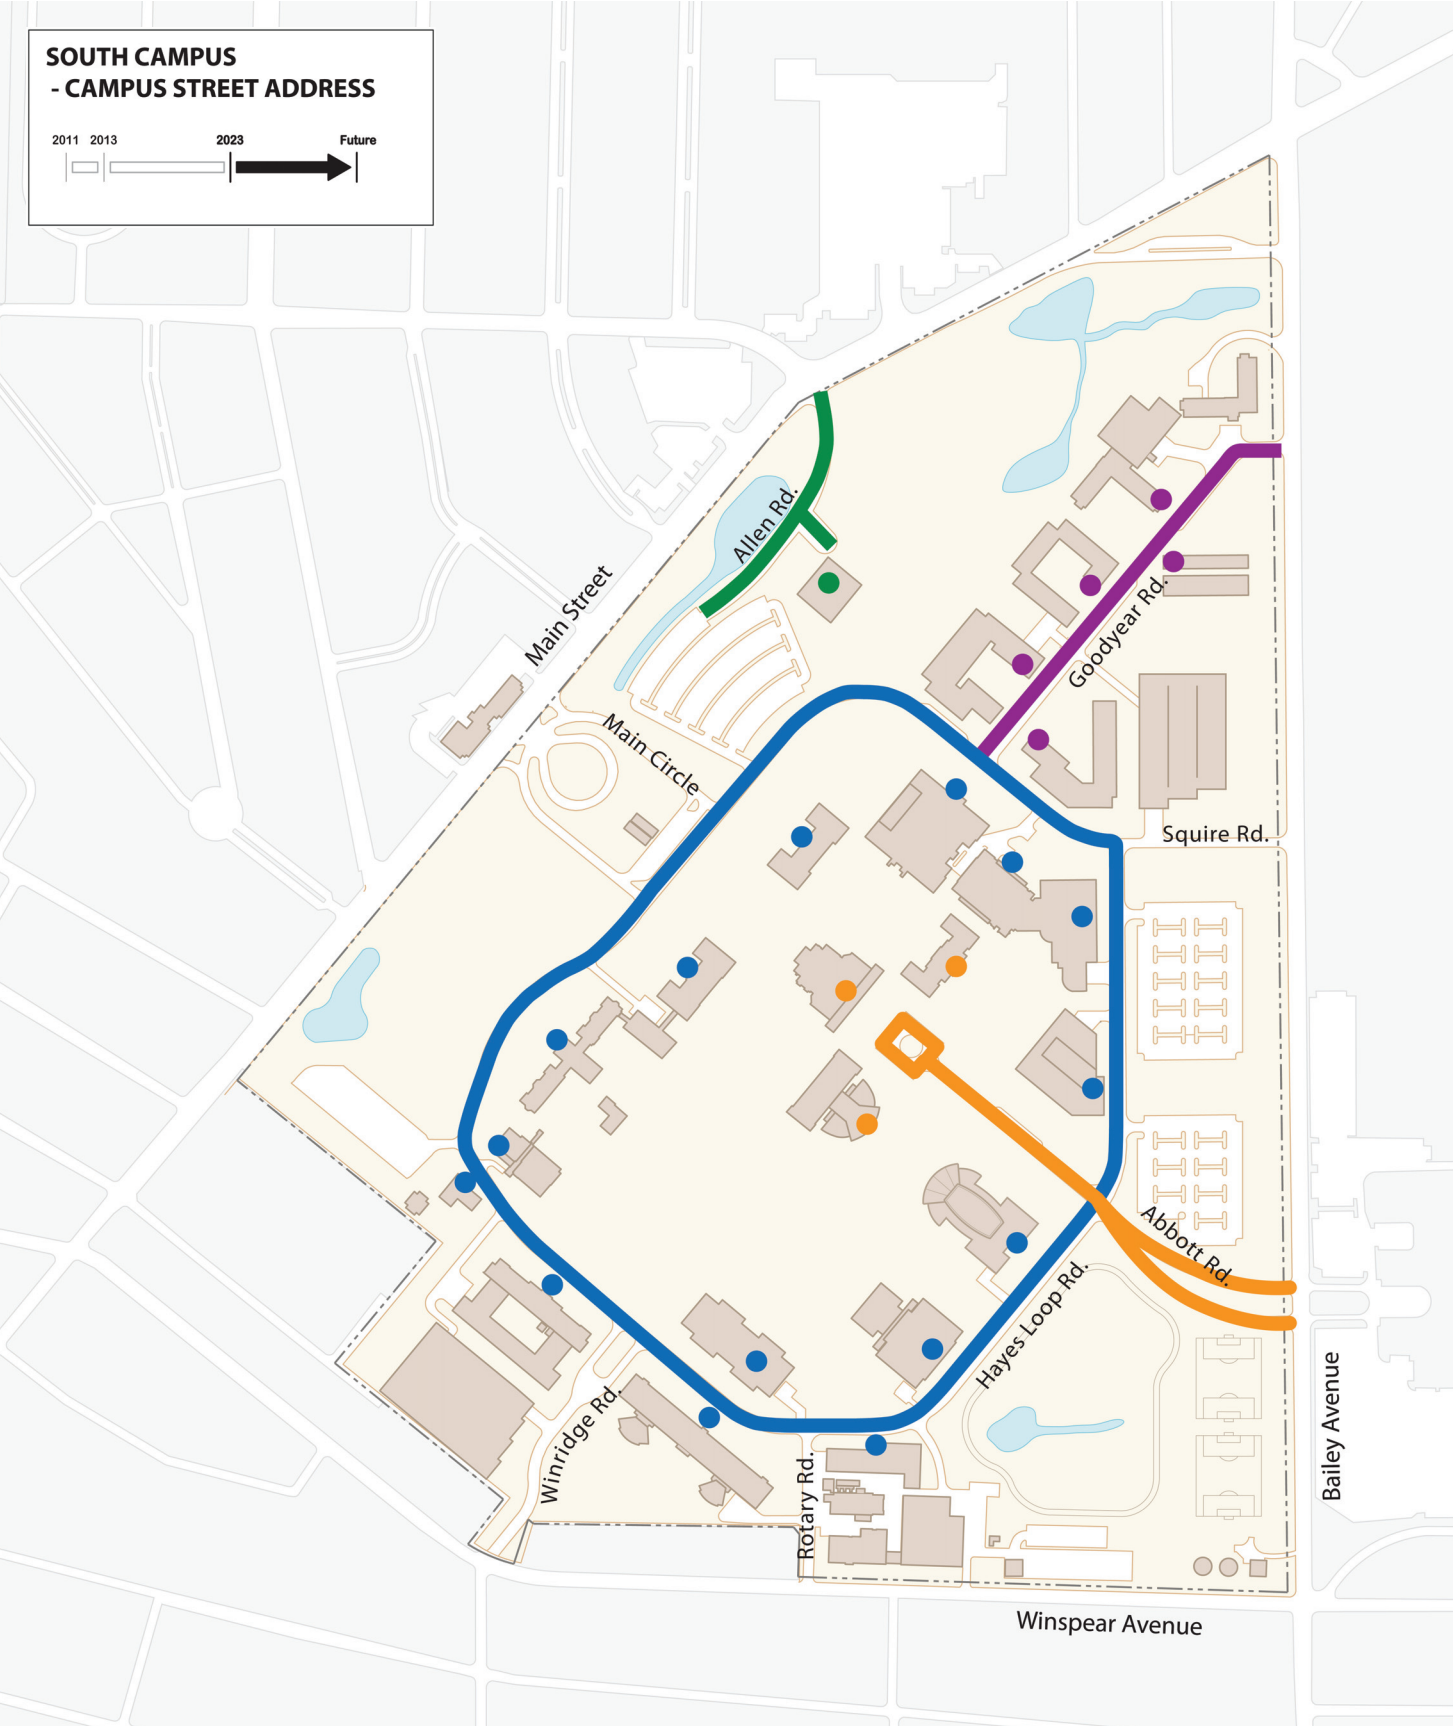 SOUTH CAMPUS
- CAMPUS STREET ADDRESS
2011 2013 2023 Future
Allen Rd.
Main Street
Goodyear Rd.
Main Circle
Squire Rd.
Abbott Rd.
Hayes Loop Rd.
Winridge Rd.
Rotary Rd.
Bailey Avenue
Winspear Avenue